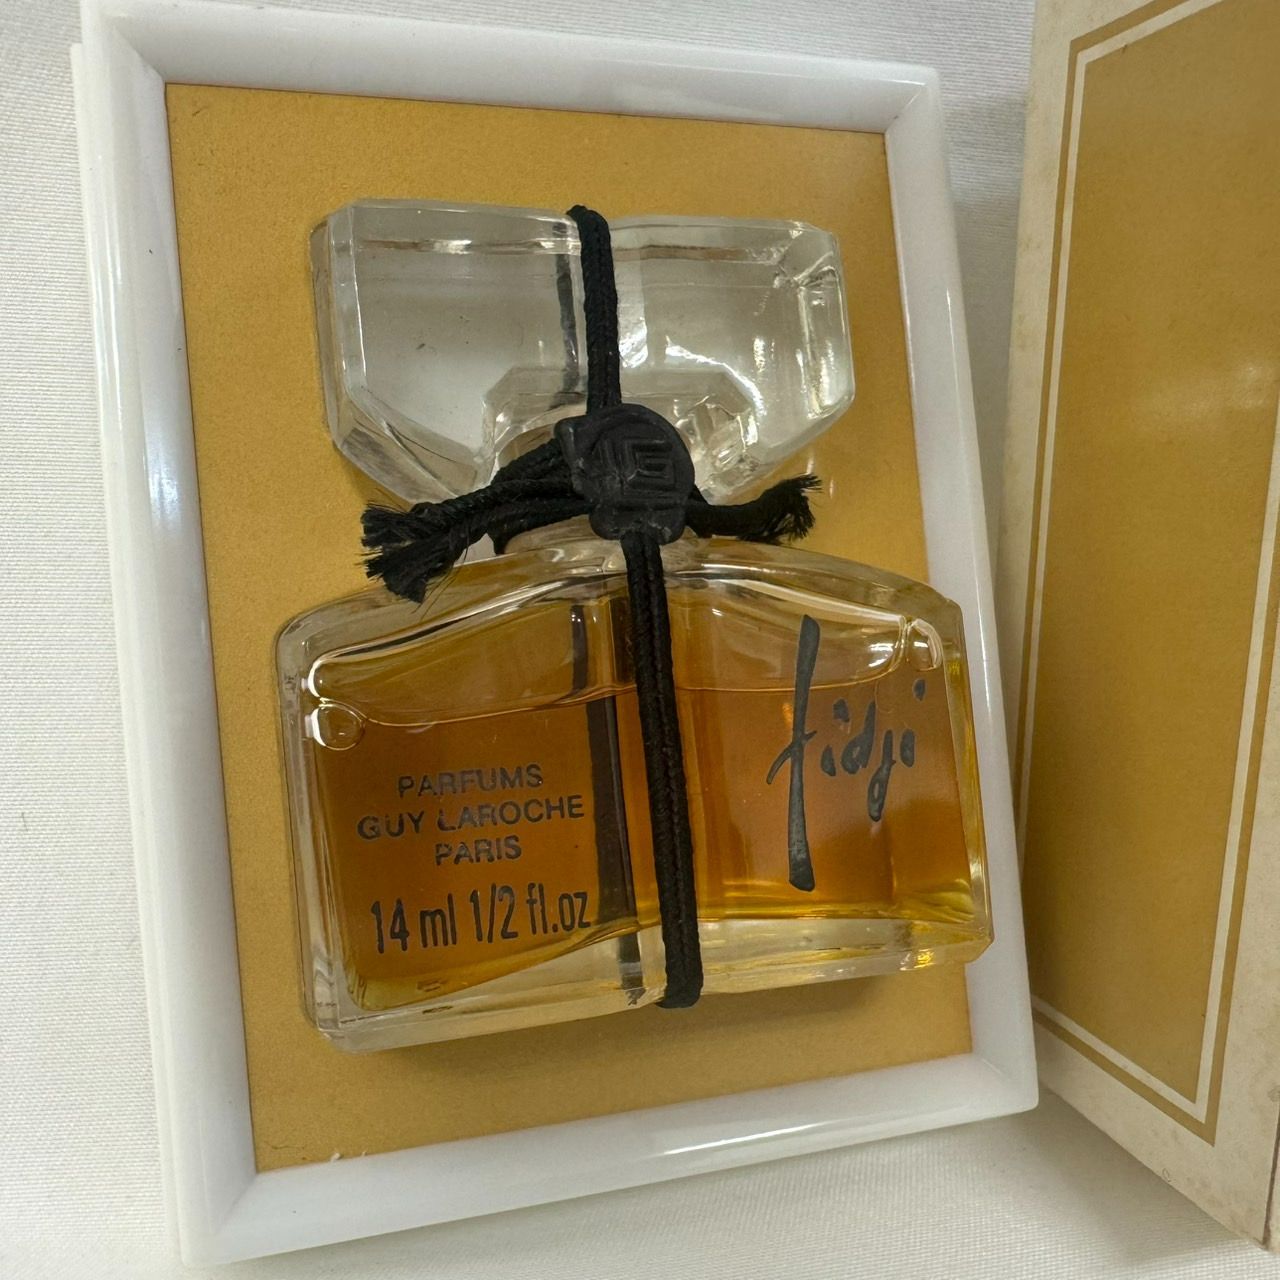 PARFUMS
GUY LAROCHE
PARIS
14 ml 1/2 fl.oz
fidji